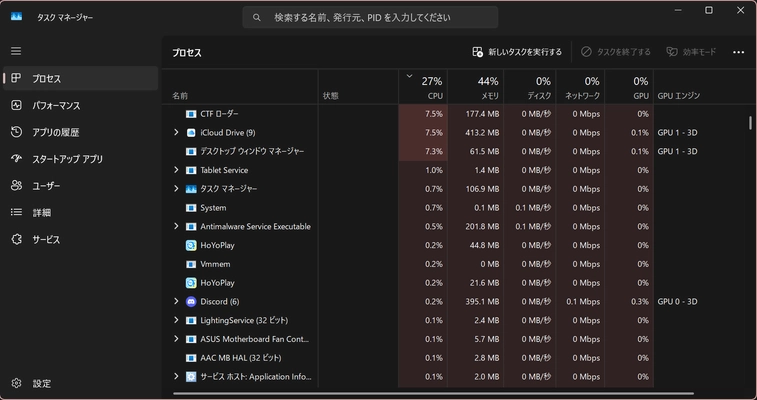 タスク マネージャー
検索する名前、発行元、PID を入力してください
プロセス
新しいタスクを実行する
タスクを終了する
効率モード
プロセス
パフォーマンス
アプリの履歴
スタートアップ アプリ
ユーザー
詳細
サービス
設定
27% 44% 0% 0% 0%
名前 状態 CPU メモリ ディスク ネットワーク GPU GPU エンジン
CTF ローダー 7.5% 177.4 MB 0 MB/秒 0 Mbps 0%
iCloud Drive (9) 7.5% 413.2 MB 0 MB/秒 0 Mbps 0.1% GPU 1 - 3D
デスクトップ ウィンドウ マネージャー 7.3% 61.5 MB 0 MB/秒 0 Mbps 0.1% GPU 1 - 3D
Tablet Service 1.0% 1.4 MB 0 MB/秒 0 Mbps 0%
タスク マネージャー 0.7% 106.9 MB 0 MB/秒 0 Mbps 0%
System 0.7% 0.1 MB 0.1 MB/秒 0 Mbps 0%
Antimalware Service Executable 0.5% 201.8 MB 0.1 MB/秒 0 Mbps 0%
HoYoPlay 0.2% 44.8 MB 0 MB/秒 0 Mbps 0%
Vmmem 0.2% 0 MB 0 MB/秒 0 Mbps 0%
HoYoPlay 0.2% 21.6 MB 0 MB/秒 0 Mbps 0%
Discord (6) 0.2% 395.1 MB 0 MB/秒 0.1 Mbps 0.3% GPU 0 - 3D
LightingService (32 ビット) 0.1% 2.4 MB 0 MB/秒 0 Mbps 0%
ASUS Motherboard Fan Cont... 0.1% 5.7 MB 0 MB/秒 0 Mbps 0%
AAC MB HAL (32 ビット) 0.1% 2.8 MB 0 MB/秒 0 Mbps 0%
サービス ホスト: Application Info... 0.1% 2.0 MB 0 MB/秒 0 Mbps 0%